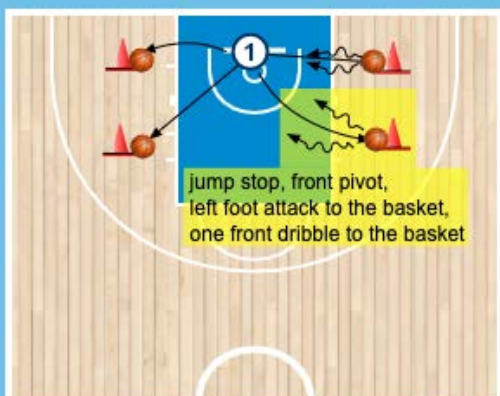 1
jump stop, front pivot,
left foot attack to the basket,
one front dribble to the basket